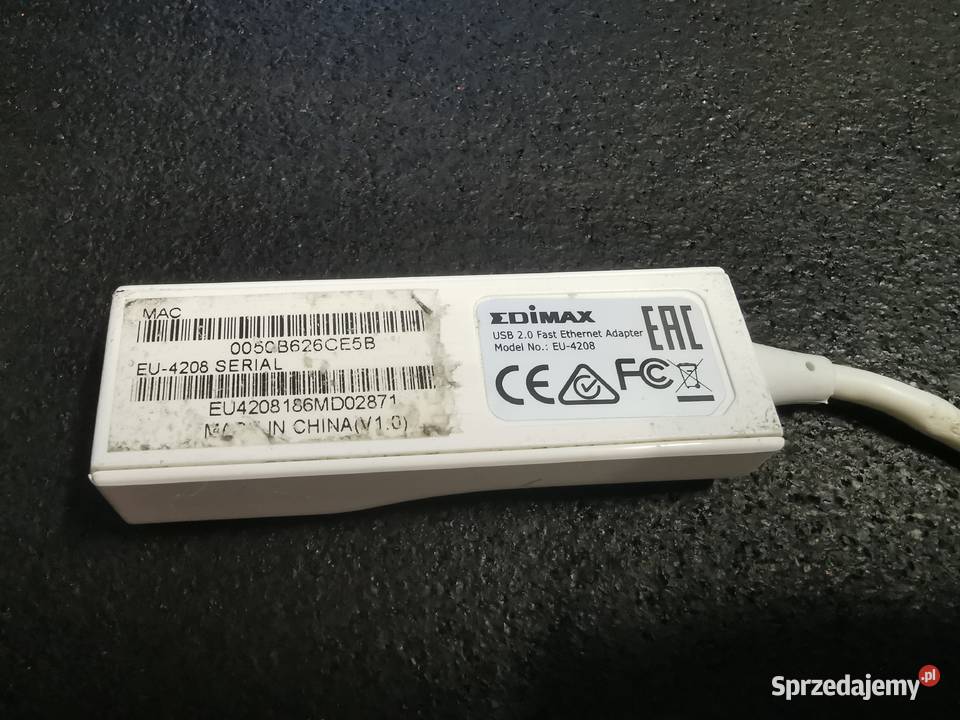 MAC
0050B626CE5B
EU-4208 SERIAL
EU4208186MD02871
IN CHINA(V1.0)
EDiMAX
USB 2.0 Fast Ethernet Adapter
Model No.: EU-4208
EAC
CE
FC
Sprzedajemy.pl